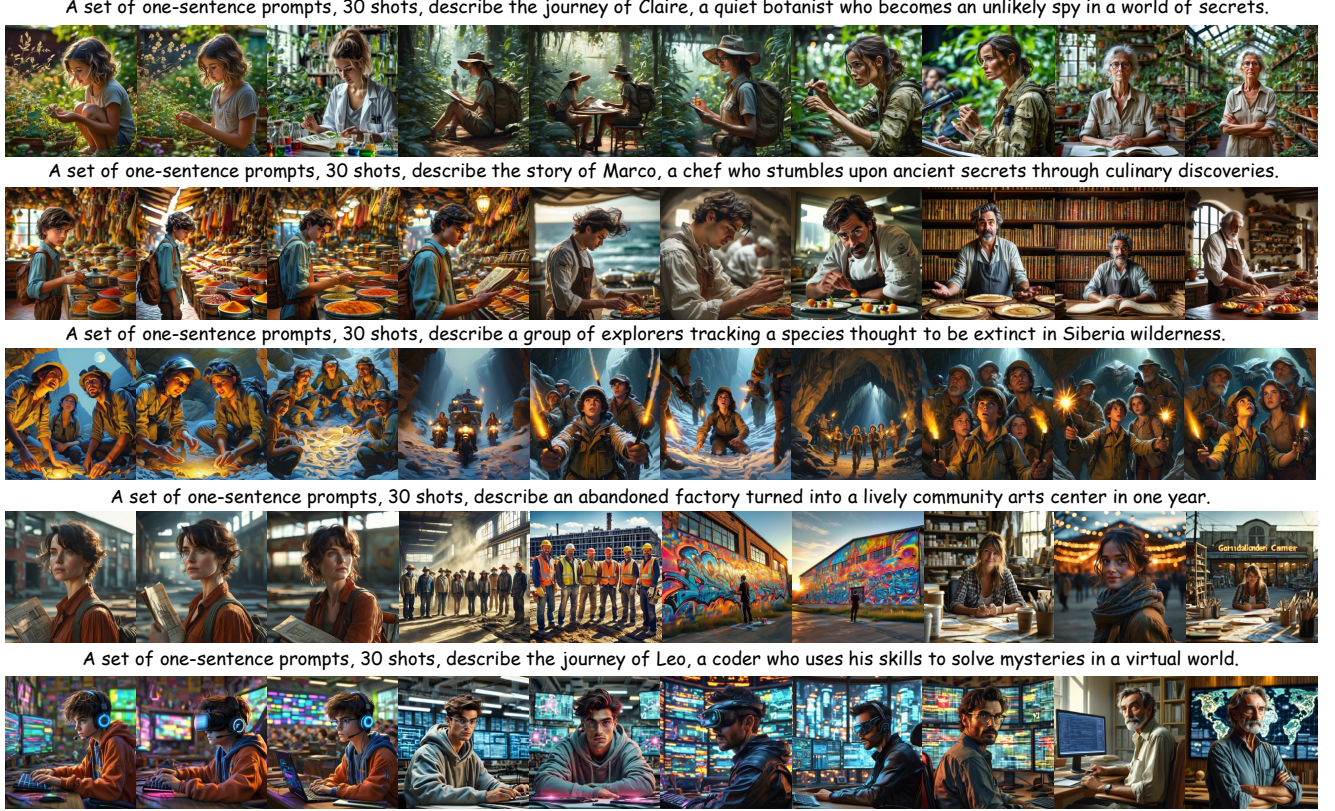 A set of one-sentence prompts, 30 shots, describe the journey of Claire, a quiet botanist who becomes an unlikely spy in a world of secrets.
A set of one-sentence prompts, 30 shots, describe the story of Marco, a chef who stumbles upon ancient secrets through culinary discoveries.
A set of one-sentence prompts, 30 shots, describe a group of explorers tracking a species thought to be extinct in Siberia wilderness.
A set of one-sentence prompts, 30 shots, describe an abandoned factory turned into a lively community arts center in one year.
A set of one-sentence prompts, 30 shots, describe the journey of Leo, a coder who uses his skills to solve mysteries in a virtual world.